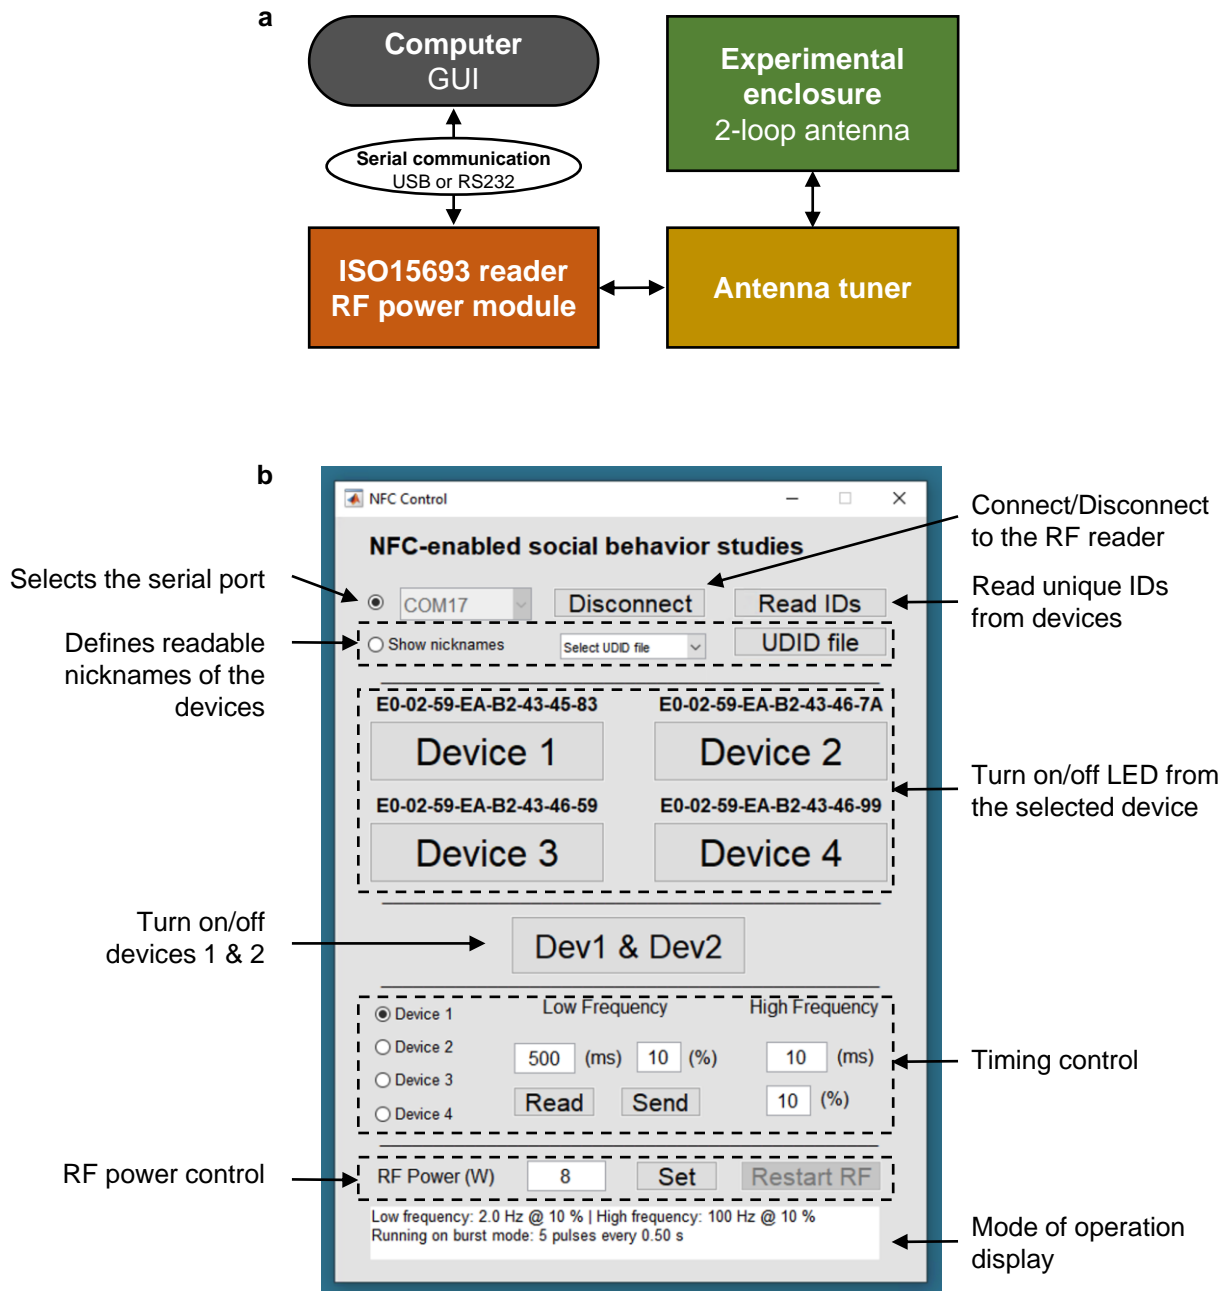 a
Computer
GUI
Experimental
enclosure
2-loop antenna
Serial communication
USB or RS232
ISO15693 reader
RF power module
Antenna tuner
b
NFC Control
NFC-enabled social behavior studies
Connect/Disconnect
to the RF reader
Selects the serial port
COM17
Disconnect
Read IDs
Read unique IDs
from devices
Defines readable
nicknames of the
devices
Show nicknames
Select UDID file
UDID file
E0-02-59-EA-B2-43-45-83
E0-02-59-EA-B2-43-46-7A
Device 1
Device 2
Turn on/off LED from
the selected device
E0-02-59-EA-B2-43-46-59
E0-02-59-EA-B2-43-46-99
Device 3
Device 4
Turn on/off
devices 1 & 2
Dev1 & Dev2
Device 1
Device 2
Device 3
Device 4
Low Frequency
500 (ms) 10 (%)
Read Send
High Frequency
10 (ms)
10 (%)
Timing control
RF power control
RF Power (W) 8 Set Restart RF
Low frequency: 2.0 Hz @ 10 % | High frequency: 100 Hz @ 10 %
Running on burst mode: 5 pulses every 0.50 s
Mode of operation
display